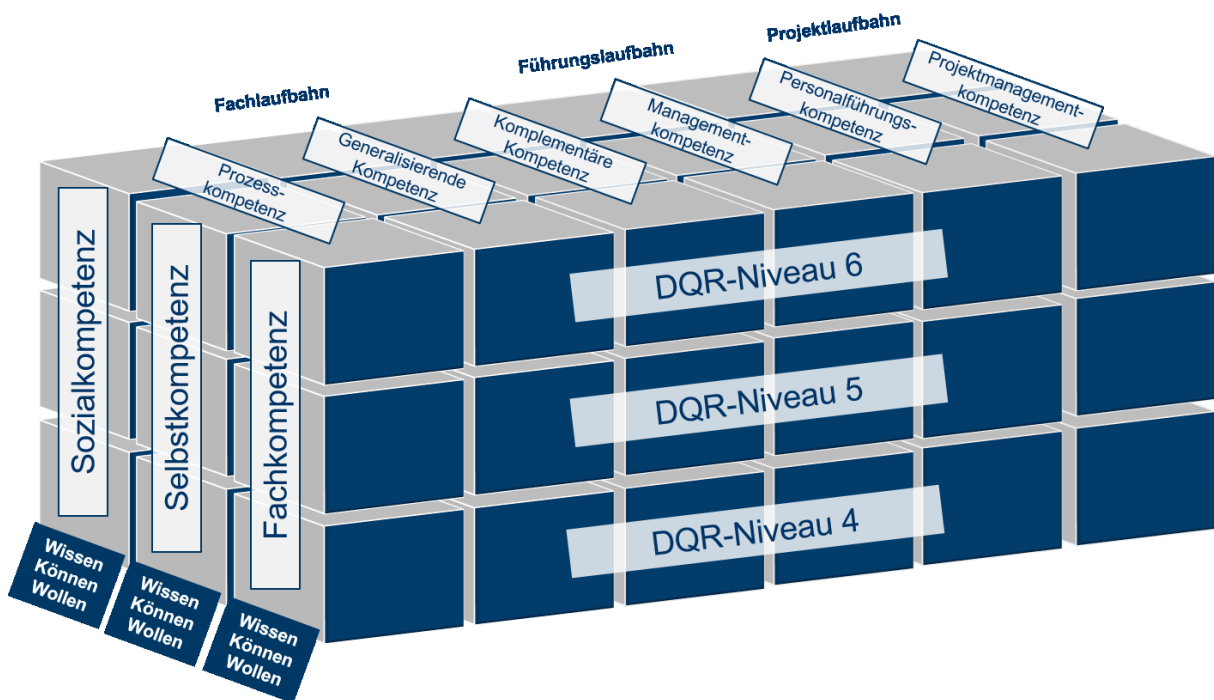 Fachlaufbahn
Führungslaufbahn
Projektlaufbahn
Prozess-
kompetenz
Generalisierende
Kompetenz
Komplementäre
Kompetenz
Management-
kompetenz
Personalführungs-
kompetenz
Projektmanagement-
kompetenz
Sozialkompetenz
Selbstkompetenz
Fachkompetenz
DQR-Niveau 6
DQR-Niveau 5
DQR-Niveau 4
Wissen
Können
Wollen
Wissen
Können
Wollen
Wissen
Können
Wollen